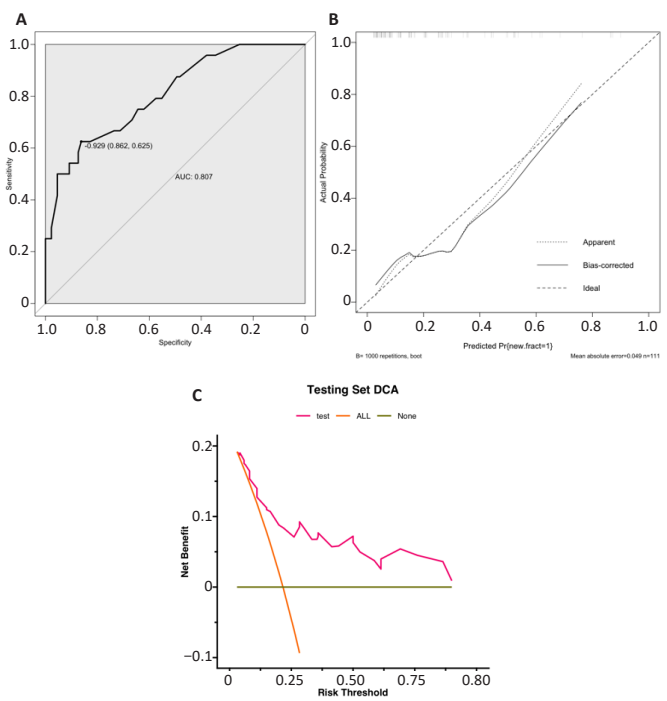 A
1.0
0.8
0.6
0.4
0.2
0
Sensitivity
-0.929 (0.862, 0.625)
AUC: 0.807
1.0 0.8 0.6 0.4 0.2 0
Specificity
B
1.0
0.8
0.6
0.4
0.2
0
Actual Probability
Apparent
Bias-corrected
Ideal
0 0.2 0.4 0.6 0.8 1.0
Predicted Pr{new.fract=1}
B= 1000 repetitions, boot
Mean absolute error=0.049 n=111
C
Testing Set DCA
test ALL None
0.2
0.1
0
−0.1
Net Benefit
0 0.25 0.50 0.75 0.80
Risk Threshold